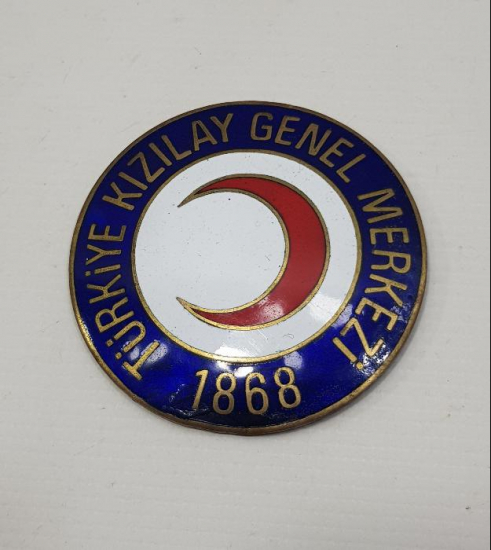 TÜRKİYE KIZILAY GENEL MERKEZİ
1868